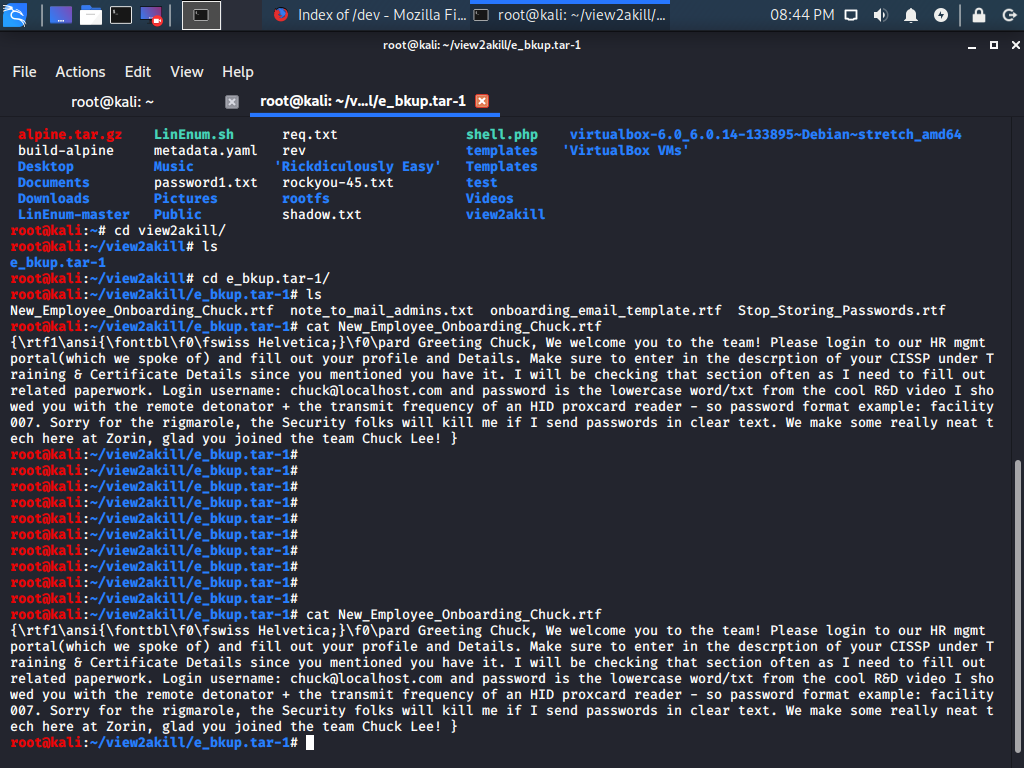 Index of /dev - Mozilla Fi...
root@kali: ~/view2akill/...
08:44 PM
root@kali: ~/view2akill/e_bkup.tar-1
File Actions Edit View Help
root@kali: ~
root@kali: ~/v...l/e_bkup.tar-1
alpine.tar.gz LinEnum.sh req.txt shell.php virtualbox-6.0_6.0.14-133895~Debian~stretch_amd64
build-alpine metadata.yaml rev templates 'VirtualBox VMs'
Desktop Music 'Rickdiculously Easy' Templates
Documents password1.txt rockyou-45.txt test
Downloads Pictures rootfs Videos
LinEnum-master Public shadow.txt view2akill
root@kali:~# cd view2akill/
root@kali:~/view2akill# ls
e_bkup.tar-1
root@kali:~/view2akill# cd e_bkup.tar-1/
root@kali:~/view2akill/e_bkup.tar-1# ls
New_Employee_Onboarding_Chuck.rtf note_to_mail_admins.txt onboarding_email_template.rtf Stop_Storing_Passwords.rtf
root@kali:~/view2akill/e_bkup.tar-1# cat New_Employee_Onboarding_Chuck.rtf
{\rtf1\ansi{\fonttbl\f0\fswiss Helvetica;}\f0\pard Greeting Chuck, We welcome you to the team! Please login to our HR mgmt
portal(which we spoke of) and fill out your profile and Details. Make sure to enter in the descrption of your CISSP under T
raining & Certificate Details since you mentioned you have it. I will be checking that section often as I need to fill out
related paperwork. Login username: chuck@localhost.com and password is the lowercase word/txt from the cool R&D video I sho
wed you with the remote detonator + the transmit frequency of an HID proxcard reader - so password format example: facility
007. Sorry for the rigmarole, the Security folks will kill me if I send passwords in clear text. We make some really neat t
ech here at Zorin, glad you joined the team Chuck Lee! }
root@kali:~/view2akill/e_bkup.tar-1#
root@kali:~/view2akill/e_bkup.tar-1#
root@kali:~/view2akill/e_bkup.tar-1#
root@kali:~/view2akill/e_bkup.tar-1#
root@kali:~/view2akill/e_bkup.tar-1#
root@kali:~/view2akill/e_bkup.tar-1#
root@kali:~/view2akill/e_bkup.tar-1#
root@kali:~/view2akill/e_bkup.tar-1#
root@kali:~/view2akill/e_bkup.tar-1#
root@kali:~/view2akill/e_bkup.tar-1#
root@kali:~/view2akill/e_bkup.tar-1# cat New_Employee_Onboarding_Chuck.rtf
{\rtf1\ansi{\fonttbl\f0\fswiss Helvetica;}\f0\pard Greeting Chuck, We welcome you to the team! Please login to our HR mgmt
portal(which we spoke of) and fill out your profile and Details. Make sure to enter in the descrption of your CISSP under T
raining & Certificate Details since you mentioned you have it. I will be checking that section often as I need to fill out
related paperwork. Login username: chuck@localhost.com and password is the lowercase word/txt from the cool R&D video I sho
wed you with the remote detonator + the transmit frequency of an HID proxcard reader - so password format example: facility
007. Sorry for the rigmarole, the Security folks will kill me if I send passwords in clear text. We make some really neat t
ech here at Zorin, glad you joined the team Chuck Lee! }
root@kali:~/view2akill/e_bkup.tar-1#